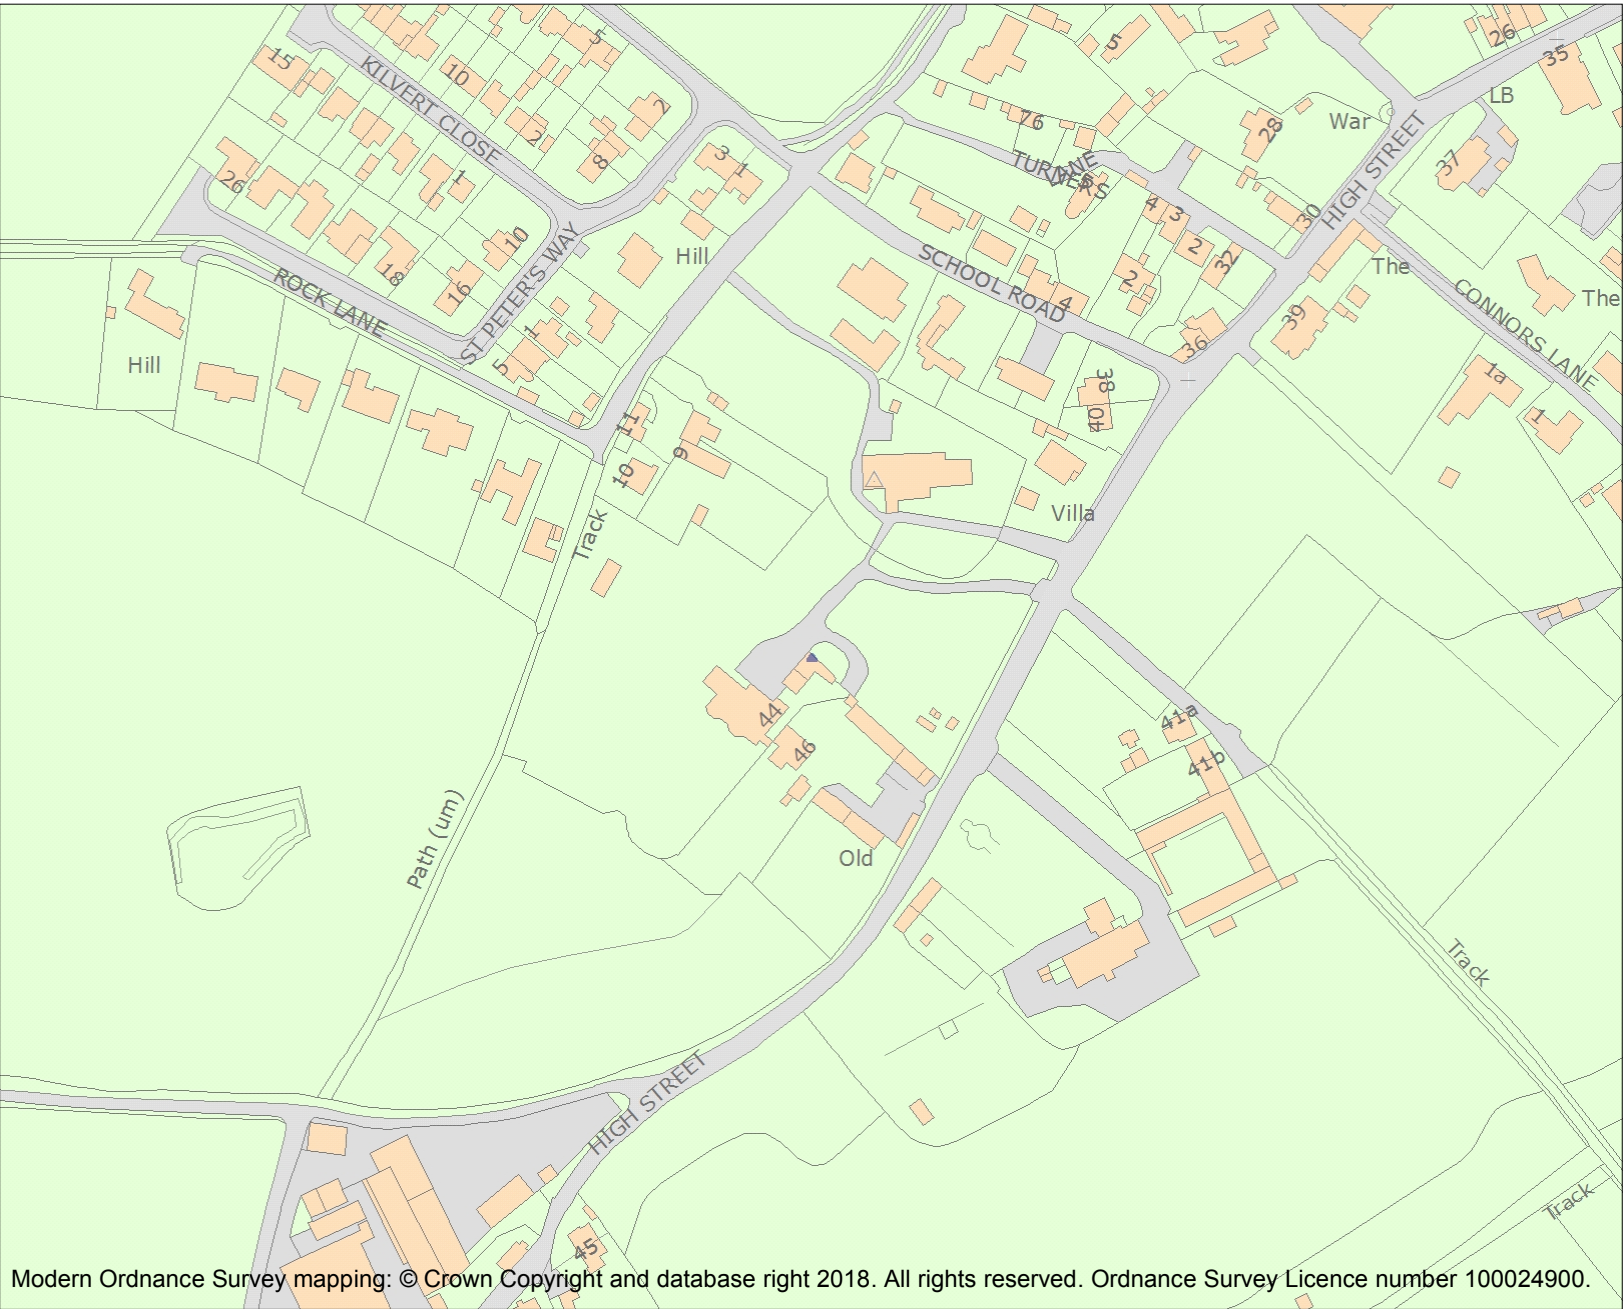 5
26
35
15
KILVERT CLOSE
10
5
2
LB
76
War
28
HIGH STREET
2
8
3
1
TURNERS
LANE
5
37
26
1
4
3
30
10
Hill
SCHOOL ROAD
2
2
32
The
18
16
ROCK LANE
ST PETER'S WAY
4
CONNORS LANE
The
1
5
39
36
Hill
38
40
1a
1
11
9
10
Track
Villa
44
46
41a
41b
Path (um)
Old
Track
HIGH STREET
Track
45
Modern Ordnance Survey mapping: © Crown Copyright and database right 2018. All rights reserved. Ordnance Survey Licence number 100024900.